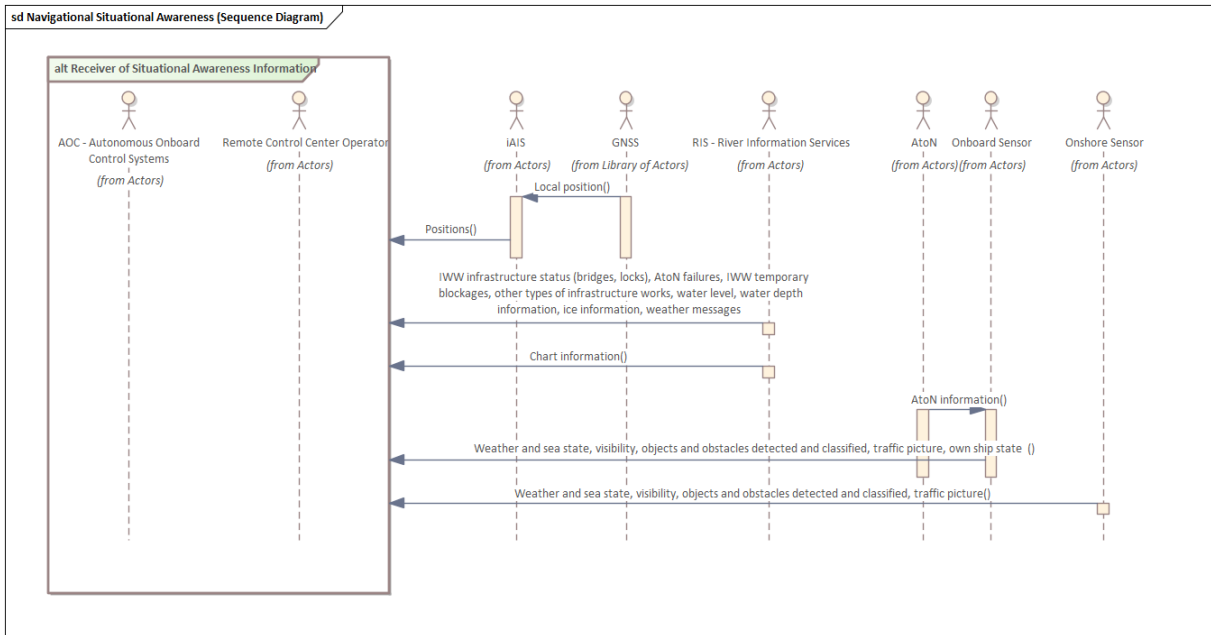 sd Navigational Situational Awareness (Sequence Diagram)
alt Receiver of Situational Awareness Information
AOC - Autonomous Onboard
Control Systems
(from Actors)
Remote Control Center Operator
(from Actors)
iAIS
(from Actors)
GNSS
(from Library of Actors)
RIS - River Information Services
(from Actors)
AtoN
(from Actors)
Onboard Sensor
(from Actors)
Onshore Sensor
(from Actors)
Local position()
Positions()
IWW infrastructure status (bridges, locks), AtoN failures, IWW temporary
blockages, other types of infrastructure works, water level, water depth
information, ice information, weather messages
Chart information()
AtoN information()
Weather and sea state, visibility, objects and obstacles detected and classified, traffic picture, own ship state ()
Weather and sea state, visibility, objects and obstacles detected and classified, traffic picture()